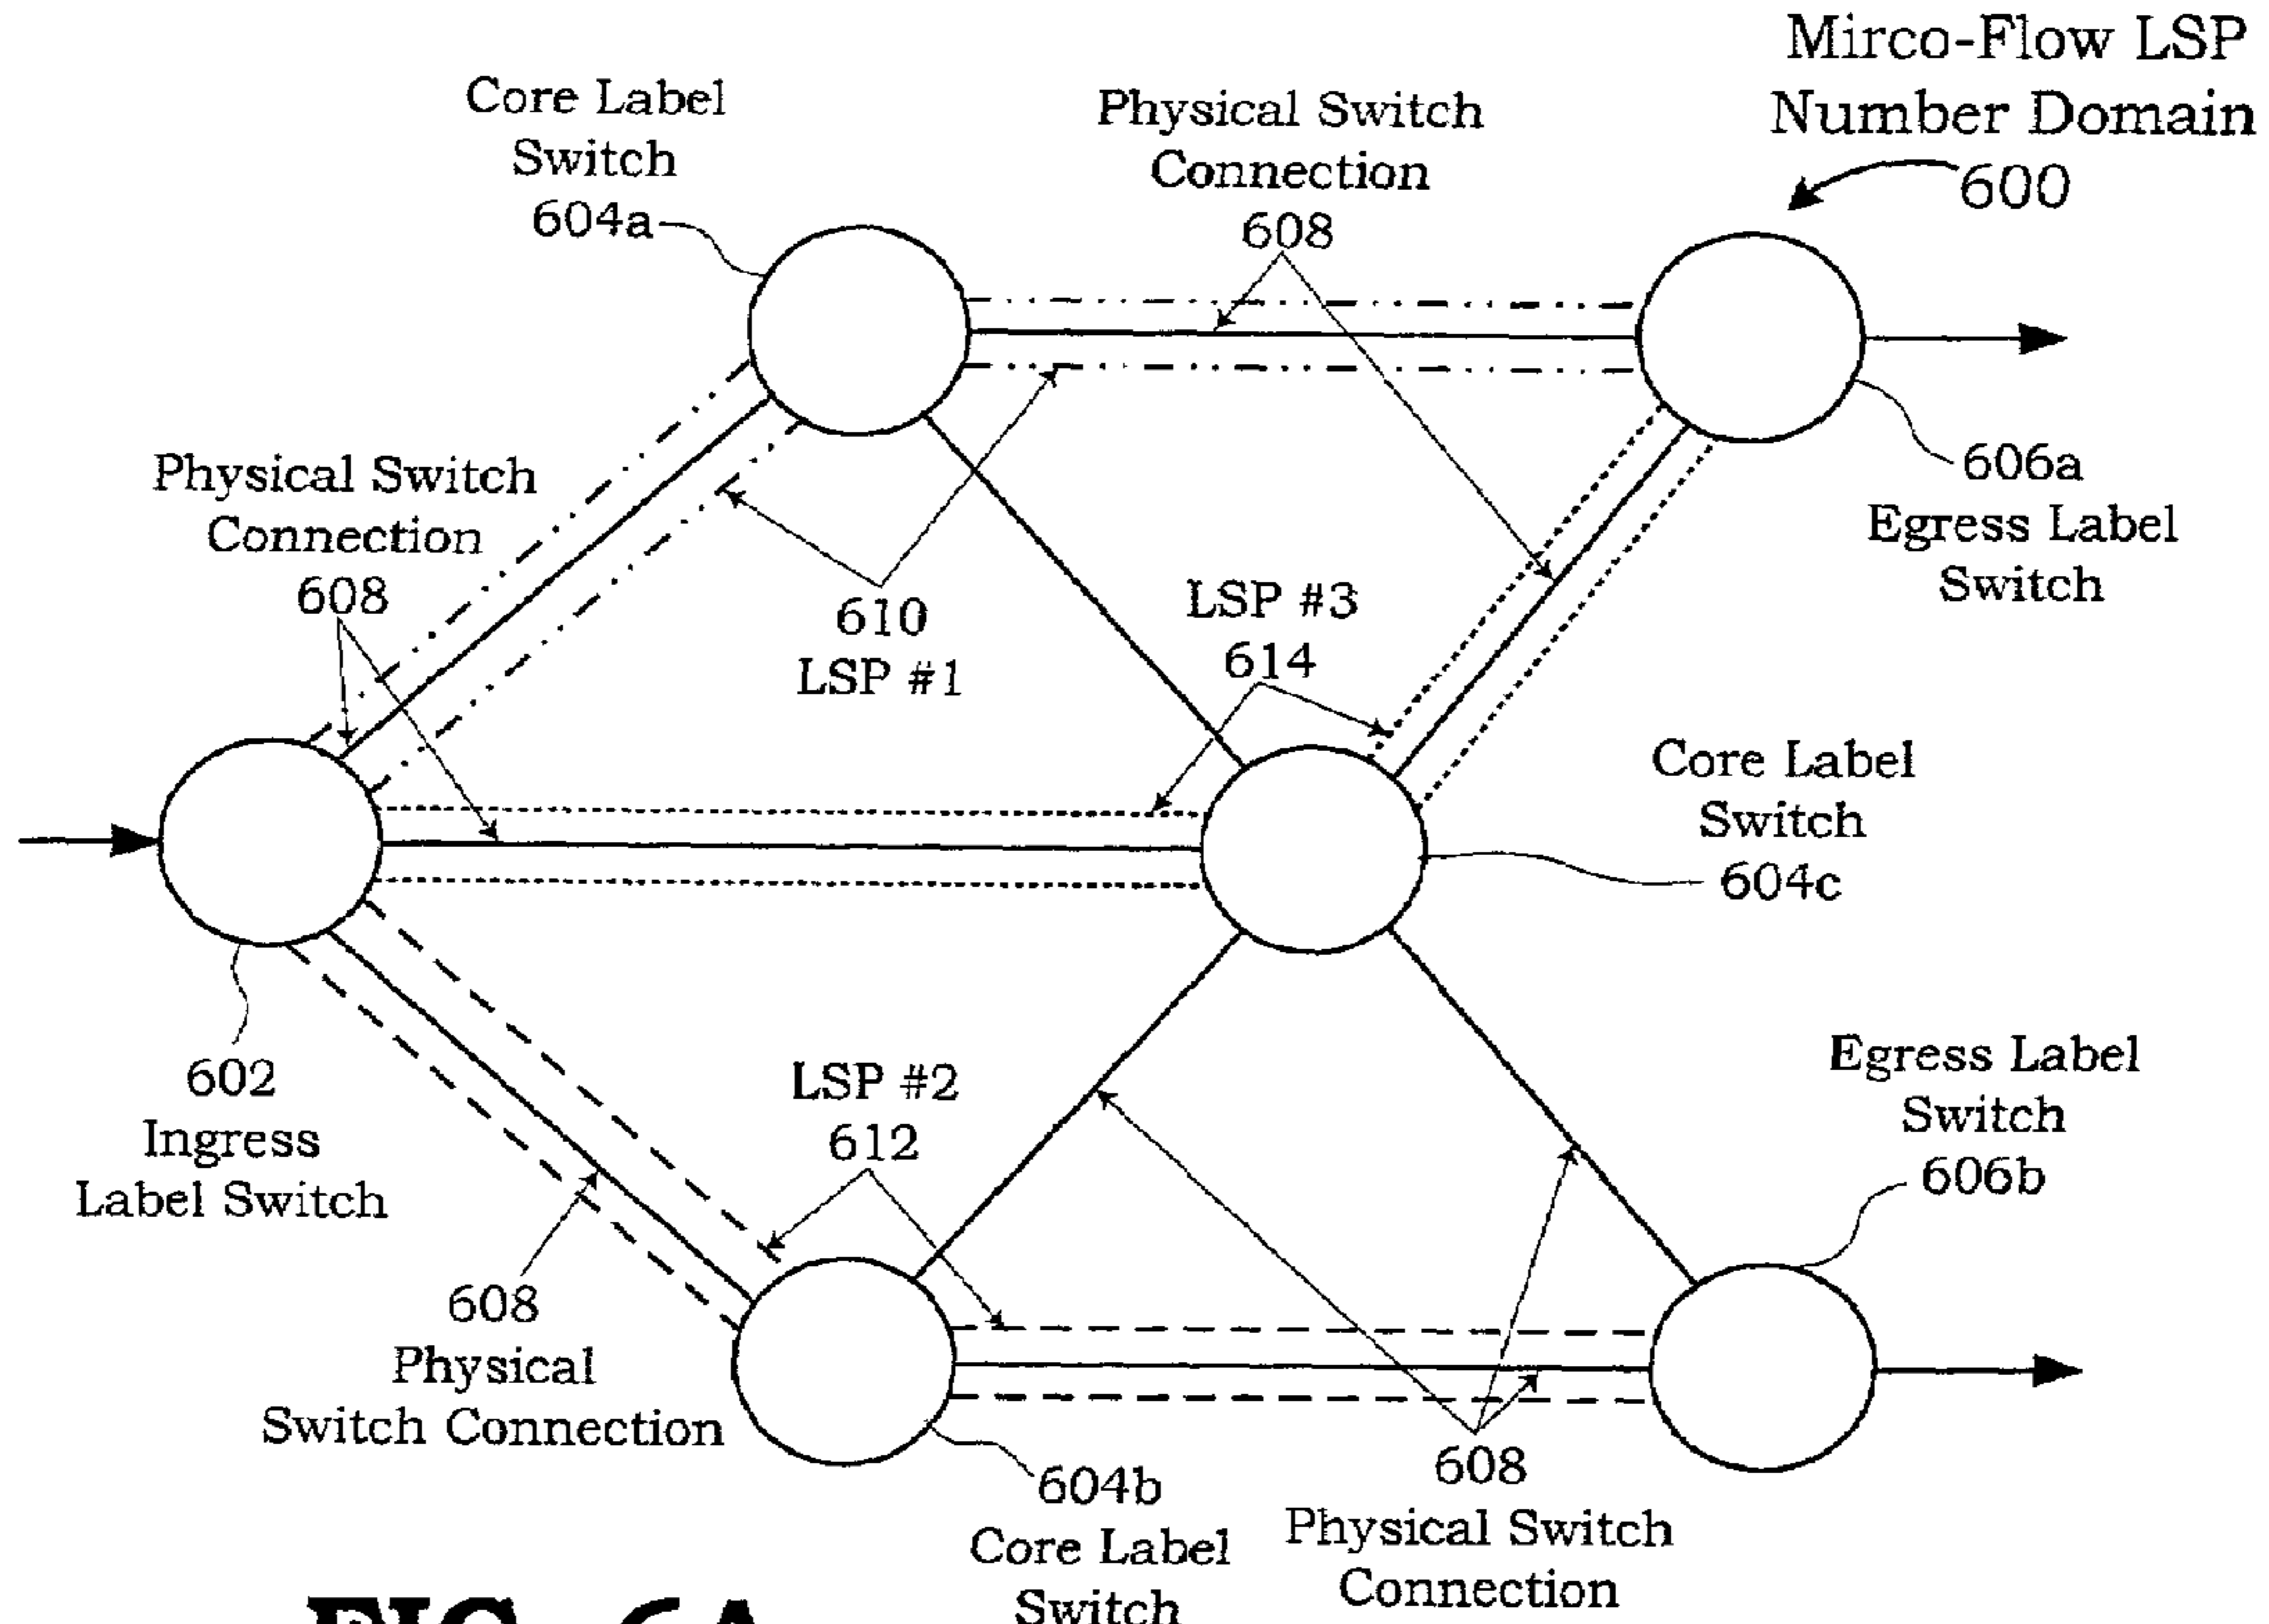 Mirco-Flow LSP
Number Domain
600
Core Label
Switch
604a
Physical Switch
Connection
608
606a
Egress Label
Switch
Physical Switch
Connection
608
610
LSP #1
LSP #3
614
Core Label
Switch
604c
602
Ingress
Label Switch
LSP #2
612
Egress Label
Switch
606b
608
Physical
Switch Connection
604b
Core Label
Switch
608
Physical Switch
Connection
FIG. 6A